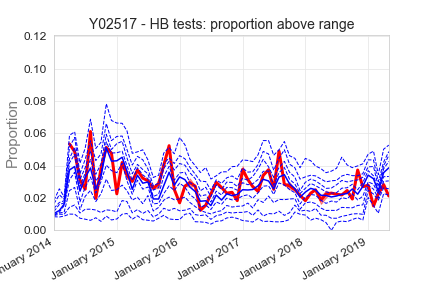 Y02517 - HB tests: proportion above range
0.12
0.10
0.08
0.06
0.04
0.02
0.00
Proportion
2014
January 2015
January 2016
January 2017
January 2018
January 2019